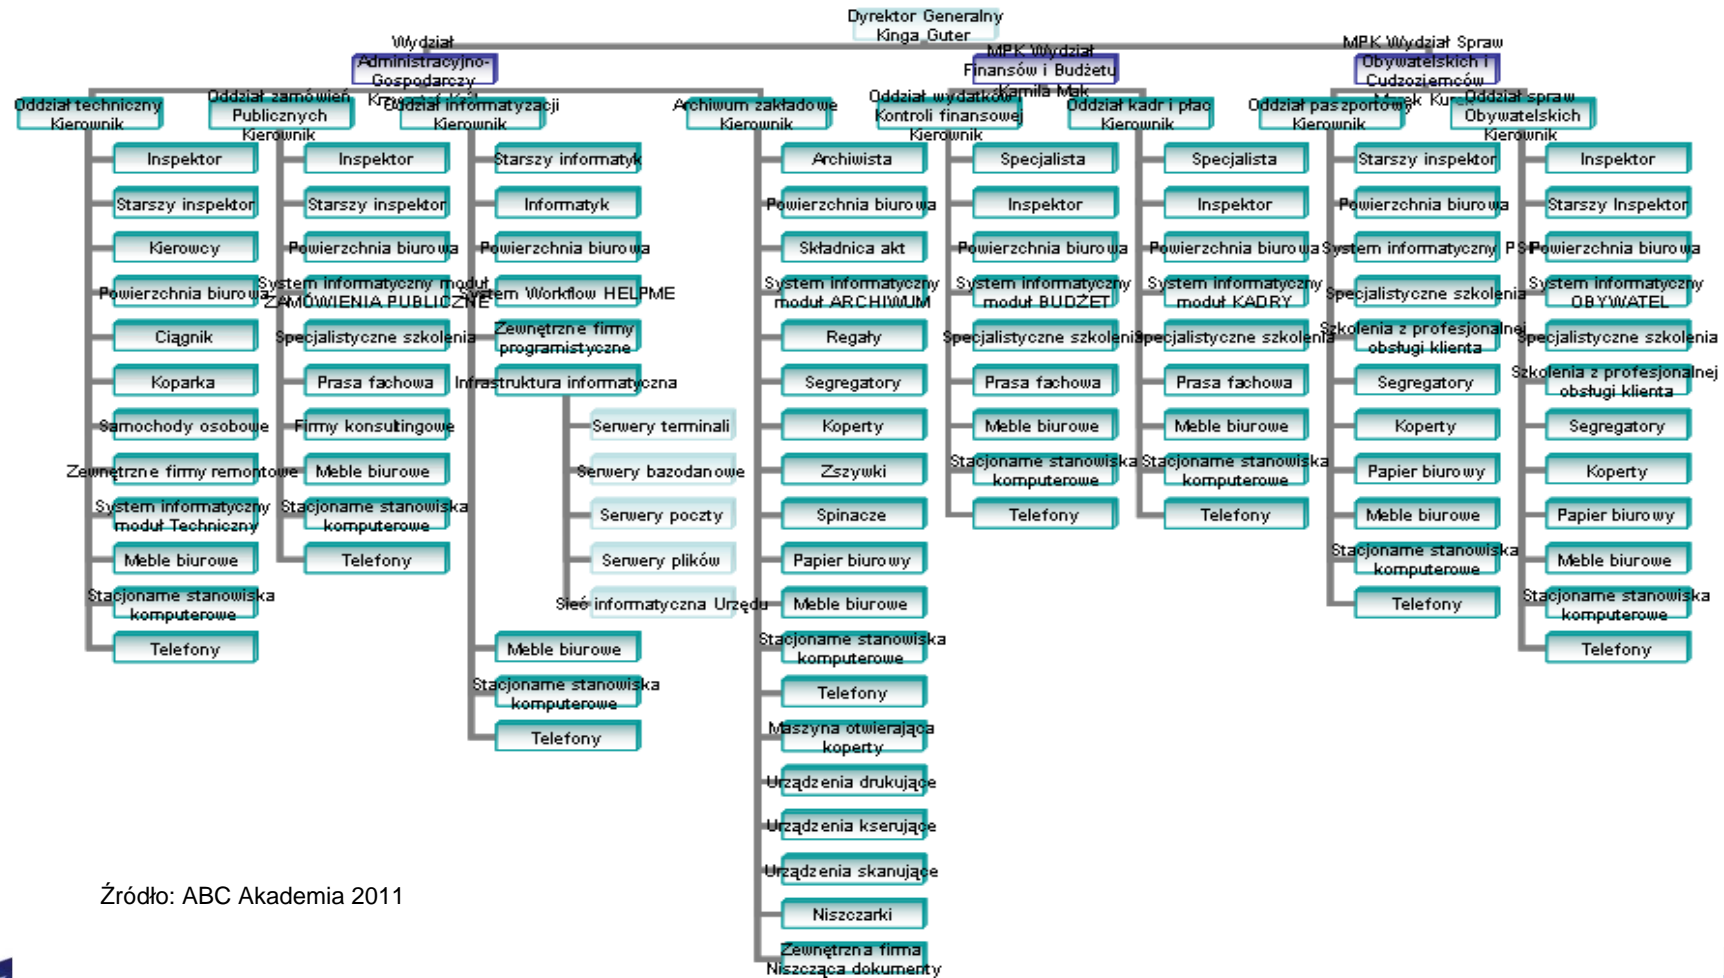 Dyrektor Generalny
Kinga Guter
Wydział
Administracyjno-
Gospodarczy
MPK Wydział
Finansów i Budżetu
Kamila Mak
MPK Wydział Spraw
Obywatelskich i
Cudzoziemców
Marek
Oddział techniczny
Kierownik
Inspektor
Starszy inspektor
Kierowcy
Powierzchnia biurowa
Ciągnik
Koparka
Samochody osobowe
Zewnętrzne firmy remontowe
System informatyczny
moduł Techniczny
Meble biurowe
Stacjonarne stanowiska
komputerowe
Telefony
Oddział zamówień
Publicznych
Kierownik
Inspektor
Starszy inspektor
Powierzchnia biurowa
System informatyczny moduł
ZAMÓWIENIA PUBLICZNE
Specjalistyczne szkolenia
Prasa fachowa
Firmy konsultingowe
Meble biurowe
Stacjonarne stanowiska
komputerowe
Telefony
Oddział informatyzacji
Kierownik
Starszy informatyk
Informatyk
Powierzchnia biurowa
System Workflow HELPME
Zewnętrzne firmy
programistyczne
Infrastruktura informatyczna
Serwery terminali
Serwery bazodanowe
Serwery poczty
Serwery plików
Sieć informatyczna Urzędu
Meble biurowe
Stacjonarne stanowiska
komputerowe
Telefony
Archiwum zakładowe
Kierownik
Archiwista
Powierzchnia biurowa
Składnica akt
System informatyczny
moduł ARCHIWUM
Regały
Segregatory
Koperty
Zszywki
Spinacze
Papier biurowy
Meble biurowe
Stacjonarne stanowiska
komputerowe
Telefony
Maszyna otwierająca
koperty
Urządzenia drukujące
Urządzenia kserujące
Urządzenia skanujące
Niszczarki
Zewnętrzna firma
Niszcząca dokumenty
Oddział wydatków
Kontroli finansowej
Kierownik
Specjalista
Inspektor
Powierzchnia biurowa
System informatyczny
moduł BUDŻET
Specjalistyczne szkolenia
Prasa fachowa
Meble biurowe
Stacjonarne stanowiska
komputerowe
Telefony
Oddział kadr i płac
Kierownik
Specjalista
Inspektor
Powierzchnia biurowa
System informatyczny
moduł KADRY
Specjalistyczne szkolenia
Prasa fachowa
Meble biurowe
Stacjonarne stanowiska
komputerowe
Telefony
Oddział paszportowy
Kierownik
Starszy inspektor
Powierzchnia biurowa
System informatyczny
Specjalistyczne szkolenia
Szkolenia z profesjonalnej
obsługi klienta
Segregatory
Koperty
Papier biurowy
Meble biurowe
Stacjonarne stanowiska
komputerowe
Telefony
Oddział spraw
Obywatelskich
Kierownik
Inspektor
Starszy Inspektor
Powierzchnia biurowa
System informatyczny
OBYWATEL
Specjalistyczne szkolenia
Szkolenia z profesjonalnej
obsługi klienta
Segregatory
Koperty
Papier biurowy
Meble biurowe
Stacjonarne stanowiska
komputerowe
Telefony
Źródło: ABC Akademia 2011